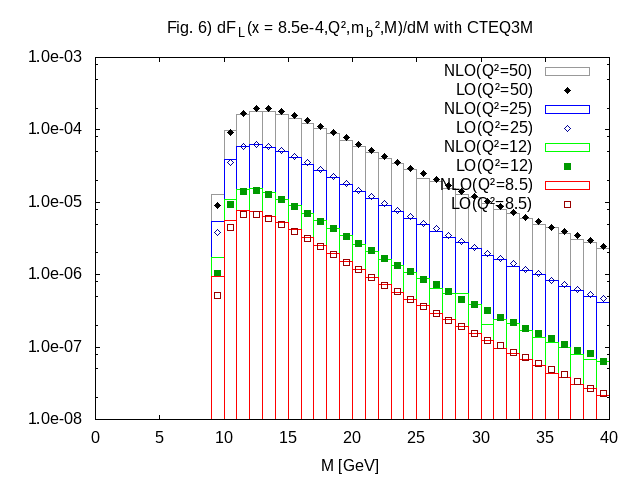 Fig. 6) dF_L(x = 8.5e-4,Q²,m_b²,M)/dM with CTEQ3M
1.0e-03
1.0e-04
1.0e-05
1.0e-06
1.0e-07
1.0e-08
NLO(Q²=50)
LO(Q²=50)
NLO(Q²=25)
LO(Q²=25)
NLO(Q²=12)
LO(Q²=12)
NLO(Q²=8.5)
LO(Q²=8.5)
0 5 10 15 20 25 30 35 40
M [GeV]